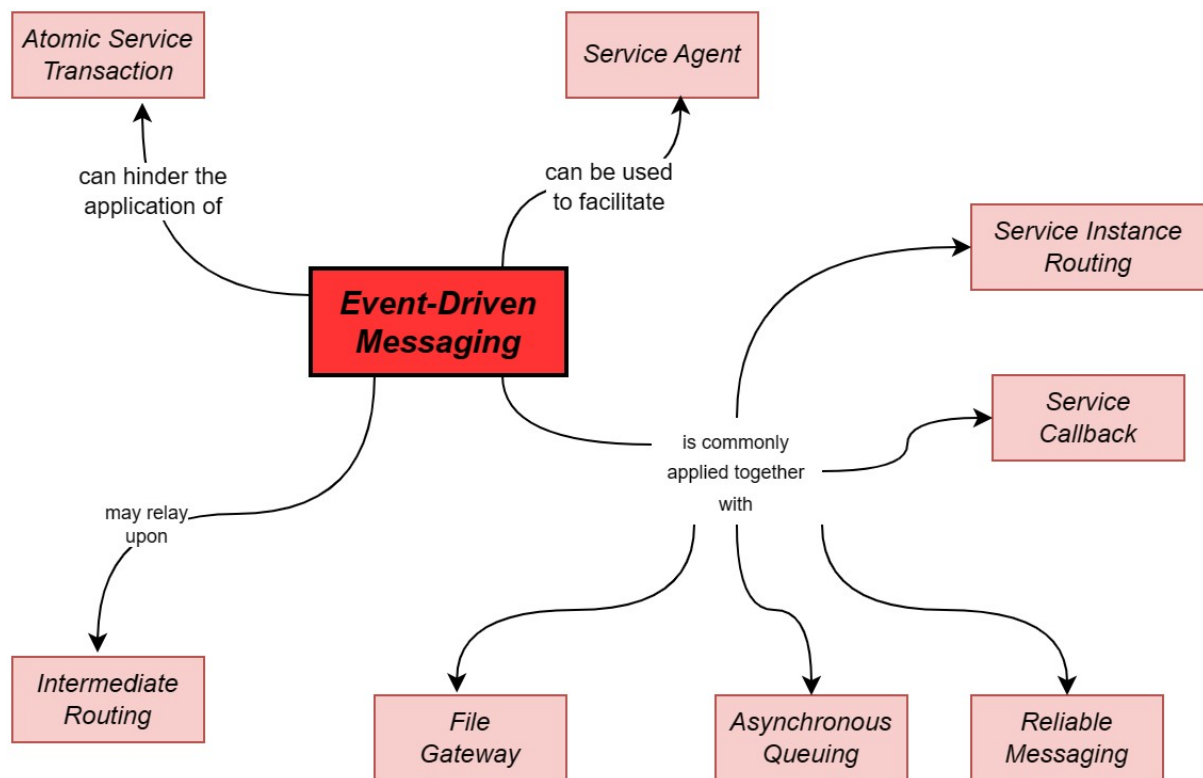 Atomic Service
Transaction
Service Agent
can hinder the
application of
can be used
to facilitate
Service Instance
Routing
Event-Driven
Messaging
Service
Callback
is commonly
applied together
with
may relay
upon
Intermediate
Routing
File
Gateway
Asynchronous
Queuing
Reliable
Messaging